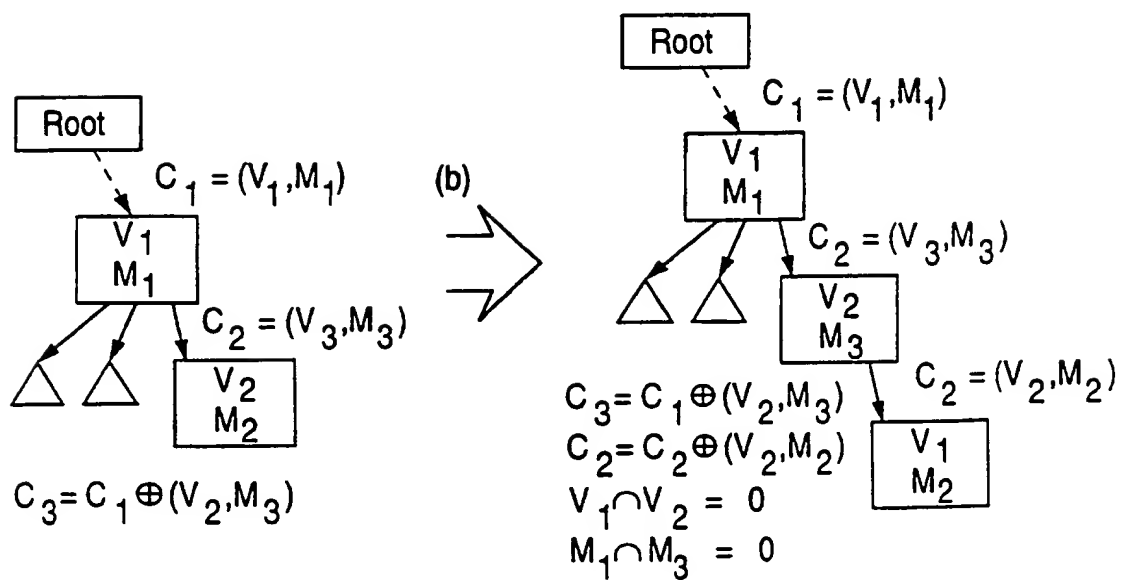 Root
C₁ = (V₁,M₁)
V₁
M₁
C₂ = (V₃,M₃)
V₂
M₂
C₃=C₁⊕(V₂,M₃)
(b)
Root
C₁ = (V₁,M₁)
V₁
M₁
C₂ = (V₃,M₃)
V₂
M₃
C₂ = (V₂,M₂)
V₁
M₂
C₃=C₁⊕(V₂,M₃)
C₂=C₂⊕(V₂,M₂)
V₁∩V₂ = 0
M₁∩M₃ = 0